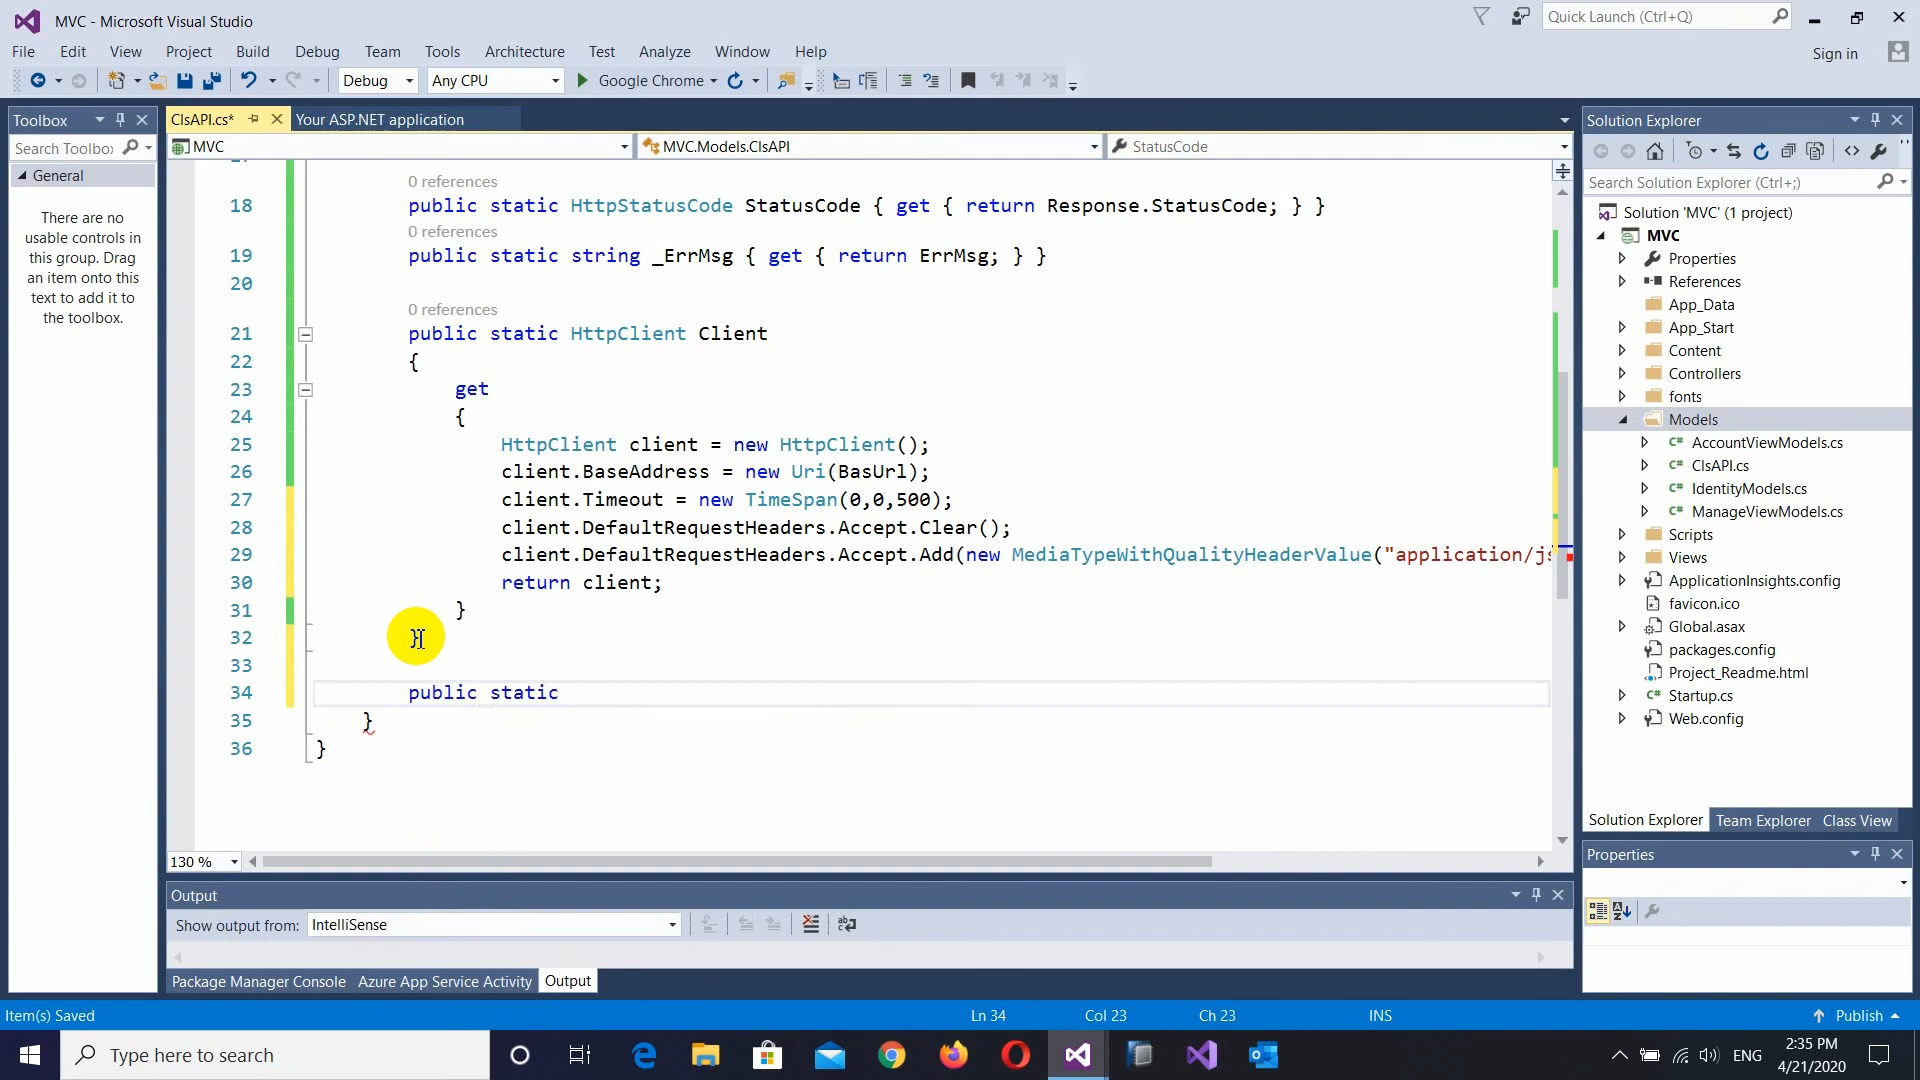 MVC - Microsoft Visual Studio
Quick Launch (Ctrl+Q)
File Edit View Project Build Debug Team Tools Test Analyze Window Help
Sign in
Debug Any CPU Google Chrome
Toolbox
Search Toolbox
General
There are no
usable controls in
this group. Drag
an item onto this
text to add it to
the toolbox.
ClsAPI.cs* Your ASP.NET application
MVC MVC.Models.ClsAPI StatusCode
0 references
18 public static HttpStatusCode StatusCode { get { return Response.StatusCode; } }
0 references
19 public static string _ErrMsg { get { return ErrMsg; } }
20
0 references
21 public static HttpClient Client
22 {
23 get
24 {
25 HttpClient client = new HttpClient();
26 client.BaseAddress = new Uri(BasUrl);
27 client.Timeout = new TimeSpan(0,0,500);
28 client.DefaultRequestHeaders.Accept.Clear();
29 client.DefaultRequestHeaders.Accept.Add(new MediaTypeWithQualityHeaderValue("application/js
30 return client;
31 }
32 }
33
34 public static
35 }
36 }
130 %
Output
Show output from: IntelliSense
Package Manager Console Azure App Service Activity Output
Solution Explorer
Search Solution Explorer (Ctrl+;)
Solution 'MVC' (1 project)
MVC
Properties
References
App_Data
App_Start
Content
Controllers
fonts
Models
C# AccountViewModels.cs
C# ClsAPI.cs
C# IdentityModels.cs
C# ManageViewModels.cs
Scripts
Views
ApplicationInsights.config
favicon.ico
Global.asax
packages.config
Project_Readme.html
C# Startup.cs
Web.config
Solution Explorer Team Explorer Class View
Properties
Item(s) Saved Ln 34 Col 23 Ch 23 INS Publish
Type here to search
ENG
2:35 PM
4/21/2020